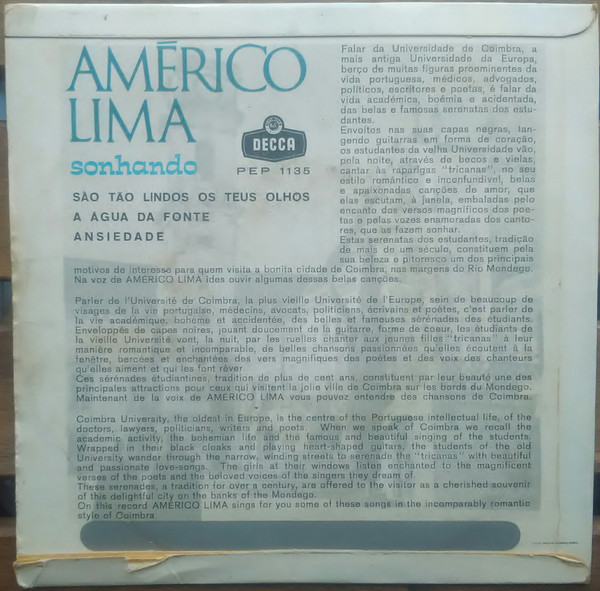 AMÉRICO
LIMA
sonhando
DECCA
PEP 1135
SÃO TÃO LINDOS OS TEUS OLHOS
A ÁGUA DA FONTE
ANSIEDADE
Falar da Universidade de Coimbra, a
mais antiga Universidade da Europa,
berço de muitas figuras proeminentes da
vida portuguesa, médicos, advogados,
políticos, escritores e poetas, é falar da
vida académica, boémia e acidentada,
das belas e famosas serenatas dos estu-
dantes.
Envoltos nas suas capas negras, tan-
gendo guitarras em forma de coração,
os estudantes da velha Universidade vão,
pela noite, através de becos e vielas,
cantar às raparigas "tricanas", no seu
estilo romântico e inconfundível, belas
e apaixonadas canções de amor, que
elas escutam, à janela, embaladas pelo
encanto dos versos magníficos dos poe-
tas e pelas vozes enamoradas dos canto-
res, que as fazem sonhar.
Estas serenatas dos estudantes, tradição
de mais de um século, constituem pela
sua beleza e pitoresco um dos principais
motivos de interesse para quem visita a bonita cidade de Coimbra, nas margens do Rio Mondego.
Na voz de AMÉRICO LIMA ides ouvir algumas dessas belas canções.
Parler de l'Université de Coimbra, la plus vieille Université de l'Europe, sein de beaucoup de
visages de la vie portugaise, médecins, avocats, politiciens, écrivains et poètes, c'est parler de
la vie académique, bohème et accidentée, des belles et fameuses sérénades des étudiants.
Enveloppés de capes noires, jouant doucement de la guitarre, forme de coeur, les étudiants de
la vieille Université vont, la nuit, par les ruelles chanter aux jeunes filles "tricanas" à leur
manière romantique et incomparable, de belles chansons passionnées qu'elles écoutent à la
fenêtre, bercées et enchantées des vers magnifiques des poètes et des voix des chanteurs
qu'elles aiment et qui les font rêver
Ces sérénades étudiantines, tradition de plus de cent ans, constituent par leur beauté une des
principales attractions pour ceux qui visitent la jolie ville de Coimbra sur les bords du Mondego.
Maintenant de la voix de AMÉRICO LIMA vous pouvez entendre des chansons de Coimbra.
Coimbra University, the oldest in Europe, is the centre of the Portuguese intellectual life, of the
doctors, lawyers, politicians, writers and poets. When we speak of Coimbra we recall the
academic activity, the bohemian life and the famous and beautiful singing of the students.
Wrapped in their black cloaks and playing heart-shaped guitars, the students of the old
University wander through the narrow, winding streets to serenade the "tricanas" with beautiful
and passionate love-songs. The girls at their windows listen enchanted to the magnificent
verses of the poets and the beloved voices of the singers they dream of.
These serenades, a tradition for over a century, are offered to the visitor as a cherished souvenir
of this delightful city on the banks of the Mondego.
On this record AMÉRICO LIMA sings for you some of these songs in the incomparably romantic
style of Coimbra